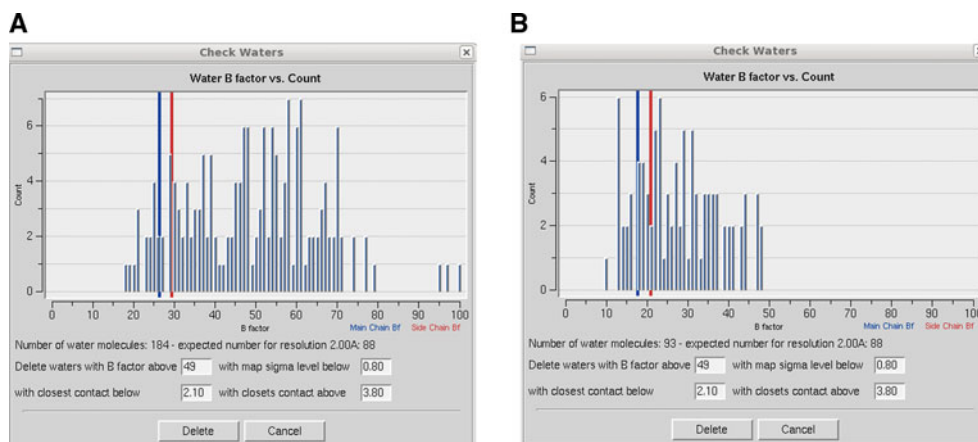 A
Check Waters
Water B factor vs. Count
6
4
2
0
Count
0 10 20 30 40 50 60 70 80 90 100
B factor
Main Chain Bf Side Chain Bf
Number of water molecules: 184 - expected number for resolution 2.00A: 88
Delete waters with B factor above 49 with map sigma level below 0.80
with closest contact below 2.10 with closets contact above 3.80
Delete Cancel
B
Check Waters
Water B factor vs. Count
6
4
2
0
Count
0 10 20 30 40 50 60 70 80 90 100
B factor
Main Chain Bf Side Chain Bf
Number of water molecules: 93 - expected number for resolution 2.00A: 88
Delete waters with B factor above 49 with map sigma level below 0.80
with closest contact below 2.10 with closets contact above 3.80
Delete Cancel